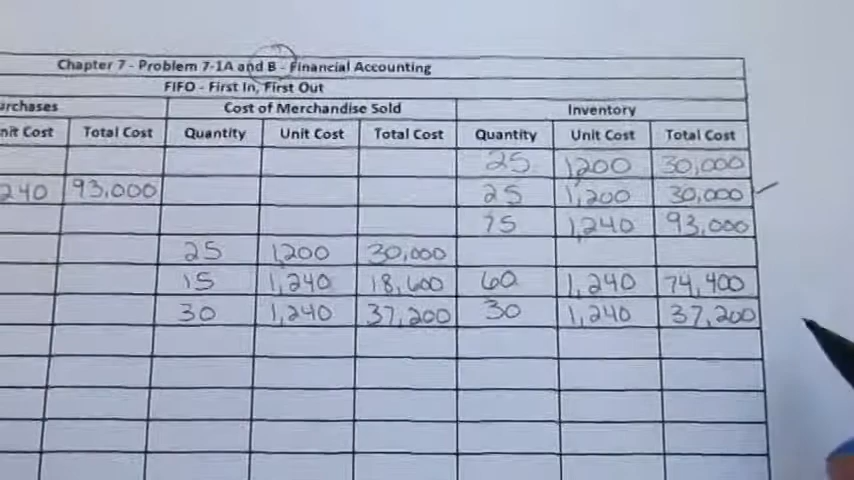 Chapter 7 - Problem 7-1A and B - Financial Accounting
FIFO - First In, First Out
urchases Cost of Merchandise Sold Inventory
nit Cost Total Cost Quantity Unit Cost Total Cost Quantity Unit Cost Total Cost
25 1200 30,000
240 93,000 25 1,200 30,000
75 1,240 93,000
25 1200 30,000
15 1,240 18,600 60 1,240 74,400
30 1,240 37,200 30 1,240 37,200